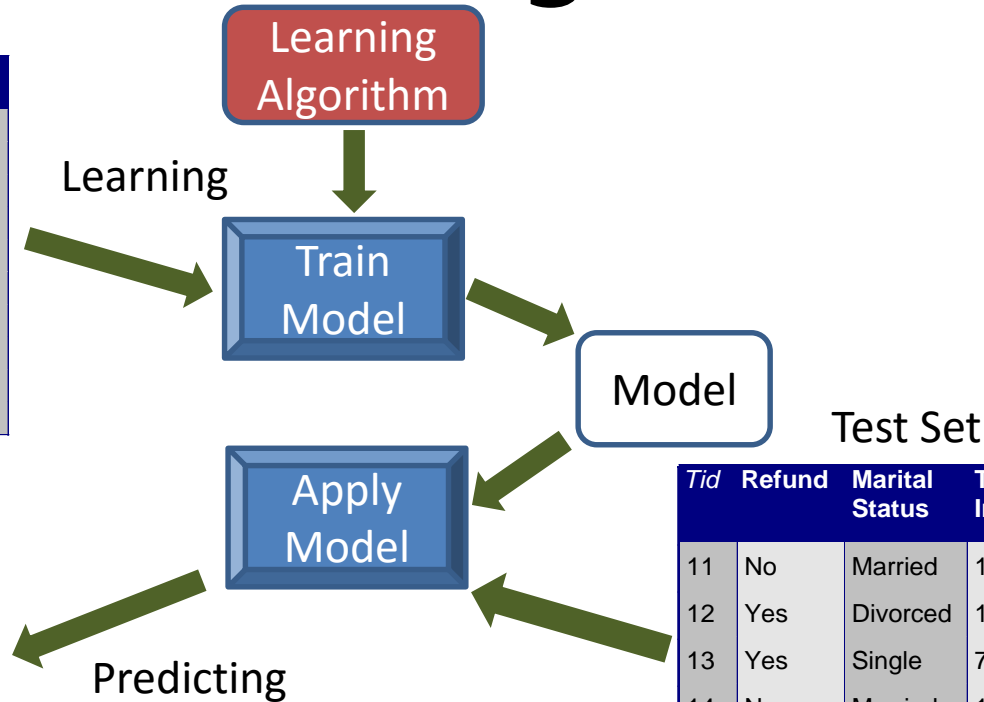 Learning
Algorithm
Learning
Train
Model
Model
Test Set
Apply
Model
Tid Refund Marital
Status
11 No Married
12 Yes Divorced
13 Yes Single
Predicting